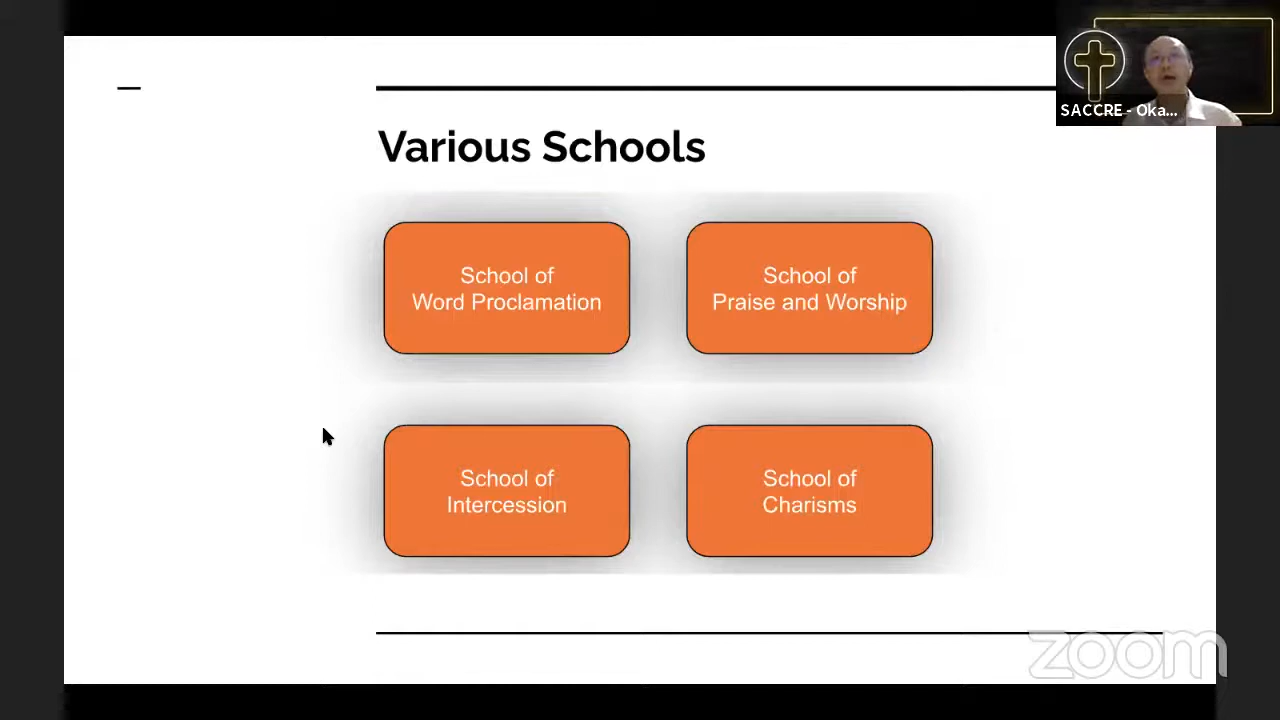 SACCRE - Oka...
Various Schools
School of
Word Proclamation
School of
Praise and Worship
School of
Intercession
School of
Charisms
zoom